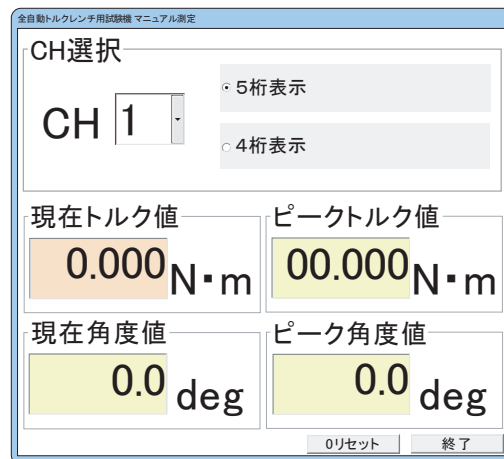 全自動トルクレンチ用試験機 マニュアル測定
CH選択
CH 1
5桁表示
4桁表示
現在トルク値
0.000 N・m
ピークトルク値
00.000 N・m
現在角度値
0.0 deg
ピーク角度値
0.0 deg
0リセット
終了